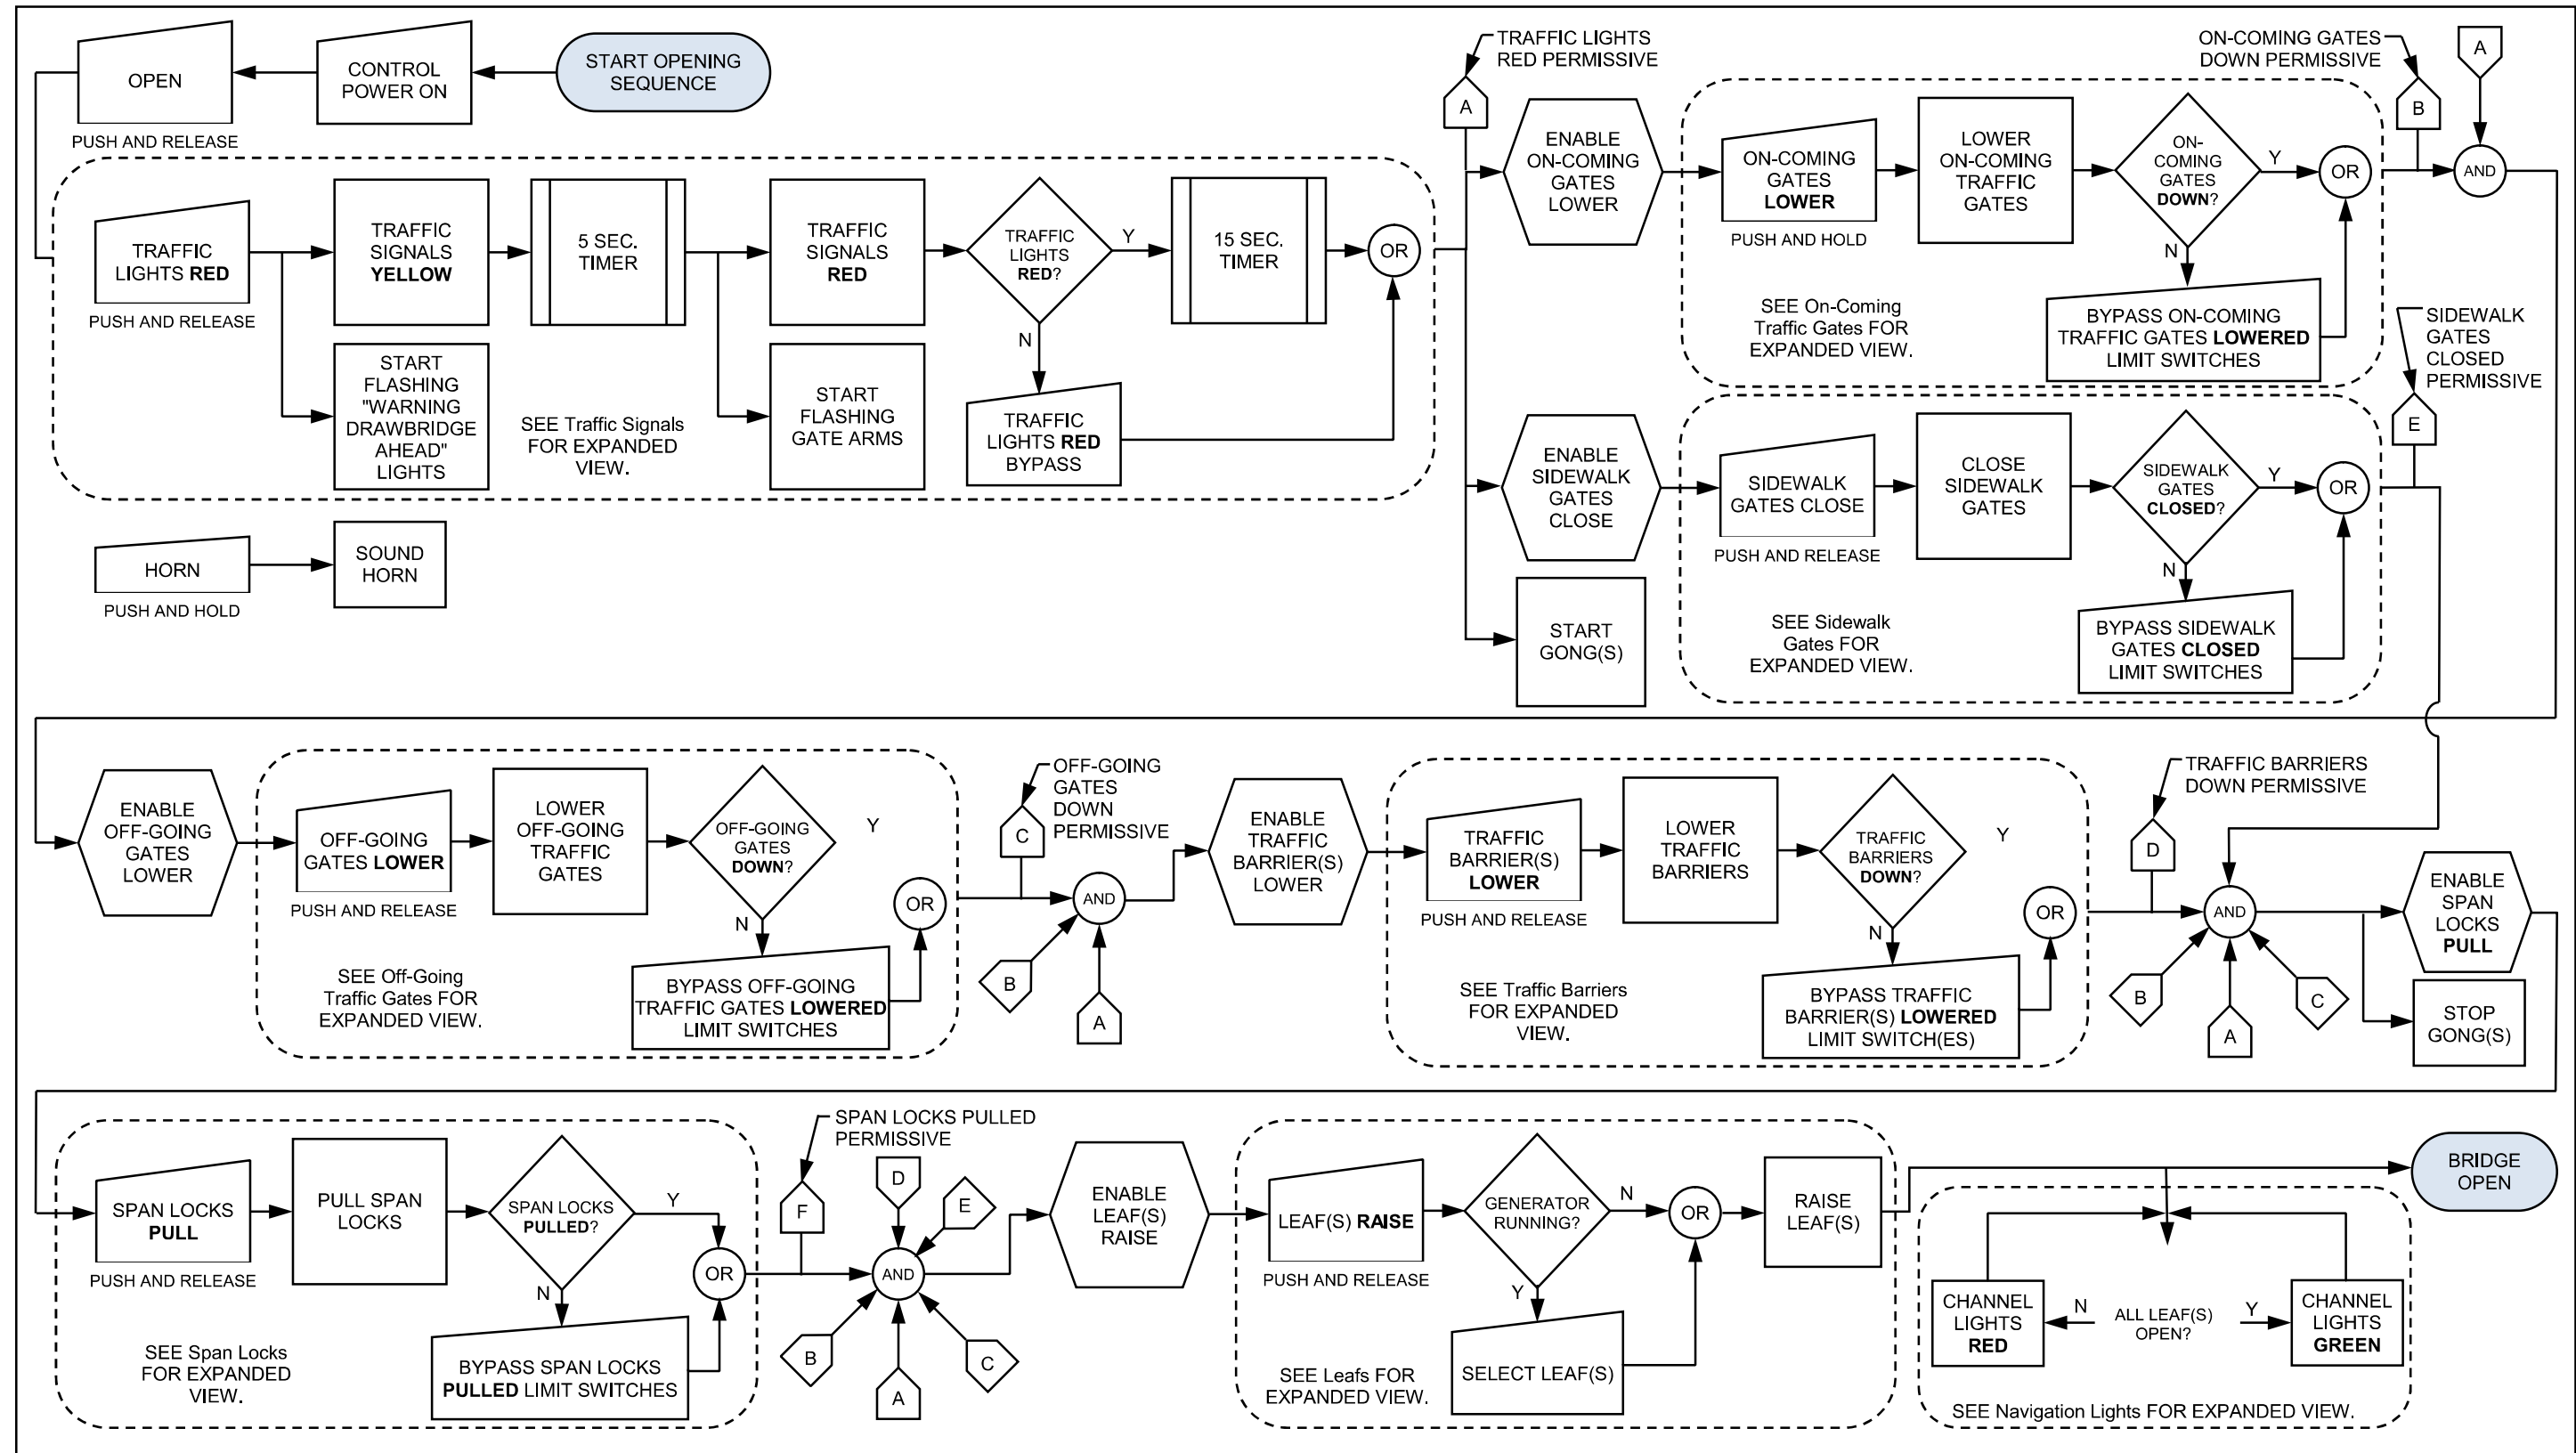 START OPENING
SEQUENCE
CONTROL
POWER ON
OPEN
PUSH AND RELEASE
TRAFFIC
LIGHTS RED
PUSH AND RELEASE
TRAFFIC
SIGNALS
YELLOW
START
FLASHING
"WARNING
DRAWBRIDGE
AHEAD"
LIGHTS
5 SEC.
TIMER
SEE Traffic Signals
FOR EXPANDED
VIEW.
TRAFFIC
SIGNALS
RED
START
FLASHING
GATE ARMS
TRAFFIC
LIGHTS
RED?
Y
N
TRAFFIC
LIGHTS RED
BYPASS
15 SEC.
TIMER
OR
HORN
PUSH AND HOLD
SOUND
HORN
TRAFFIC LIGHTS
RED PERMISSIVE
A
ENABLE
ON-COMING
GATES
LOWER
ON-COMING
GATES
LOWER
PUSH AND HOLD
LOWER
ON-COMING
TRAFFIC
GATES
ON-
COMING
GATES
DOWN?
Y
N
OR
BYPASS ON-COMING
TRAFFIC GATES LOWERED
LIMIT SWITCHES
SEE On-Coming
Traffic Gates FOR
EXPANDED VIEW.
ON-COMING GATES
DOWN PERMISSIVE
B
A
AND
ENABLE
SIDEWALK
GATES
CLOSE
SIDEWALK
GATES CLOSE
PUSH AND RELEASE
CLOSE
SIDEWALK
GATES
SIDEWALK
GATES
CLOSED?
Y
N
OR
BYPASS SIDEWALK
GATES CLOSED
LIMIT SWITCHES
SEE Sidewalk
Gates FOR
EXPANDED VIEW.
SIDEWALK
GATES
CLOSED
PERMISSIVE
E
START
GONG(S)
ENABLE
OFF-GOING
GATES
LOWER
OFF-GOING
GATES LOWER
PUSH AND RELEASE
LOWER
OFF-GOING
TRAFFIC
GATES
OFF-GOING
GATES
DOWN?
Y
N
OR
BYPASS OFF-GOING
TRAFFIC GATES LOWERED
LIMIT SWITCHES
SEE Off-Going
Traffic Gates FOR
EXPANDED VIEW.
OFF-GOING
GATES
DOWN
PERMISSIVE
C
AND
B
A
ENABLE
TRAFFIC
BARRIER(S)
LOWER
TRAFFIC
BARRIER(S)
LOWER
PUSH AND RELEASE
LOWER
TRAFFIC
BARRIERS
TRAFFIC
BARRIERS
DOWN?
Y
N
OR
BYPASS TRAFFIC
BARRIER(S) LOWERED
LIMIT SWITCH(ES)
SEE Traffic Barriers
FOR EXPANDED
VIEW.
TRAFFIC BARRIERS
DOWN PERMISSIVE
D
AND
B
A
C
ENABLE
SPAN
LOCKS
PULL
STOP
GONG(S)
SPAN LOCKS
PULL
PUSH AND RELEASE
PULL SPAN
LOCKS
SPAN LOCKS
PULLED?
Y
N
OR
BYPASS SPAN LOCKS
PULLED LIMIT SWITCHES
SEE Span Locks
FOR EXPANDED
VIEW.
SPAN LOCKS PULLED
PERMISSIVE
F
D
E
AND
B
A
C
ENABLE
LEAF(S)
RAISE
LEAF(S) RAISE
PUSH AND RELEASE
GENERATOR
RUNNING?
N
Y
OR
SELECT LEAF(S)
RAISE
LEAF(S)
SEE Leafs FOR
EXPANDED VIEW.
BRIDGE
OPEN
CHANNEL
LIGHTS
RED
N
ALL LEAF(S)
OPEN?
Y
CHANNEL
LIGHTS
GREEN
SEE Navigation Lights FOR EXPANDED VIEW.